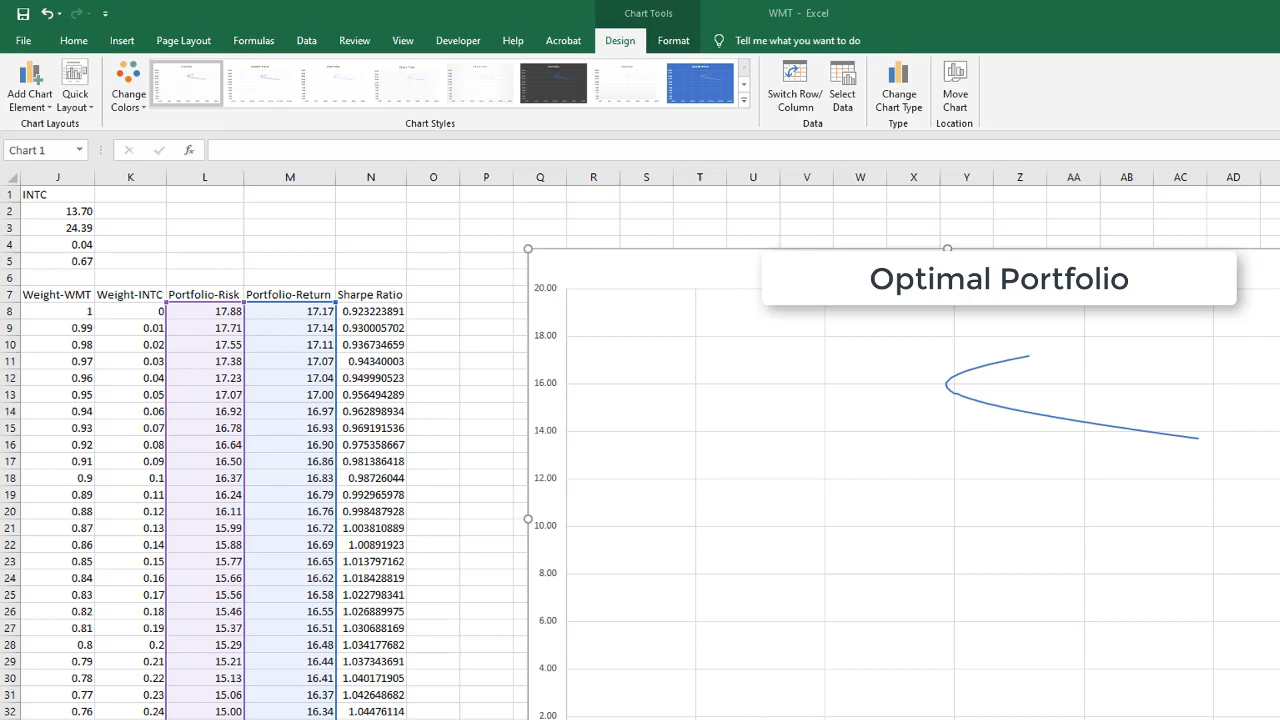 Chart Tools WMT - Excel
File Home Insert Page Layout Formulas Data Review View Developer Help Acrobat Design Format Tell me what you want to do
Add Chart Quick Change Switch Row/ Select Change Move
Element Layout Colors Column Data Chart Type Chart
Chart Layouts Chart Styles Data Type Location
Chart 1 fx
J K L M N O P Q R S T U V W X Y Z AA AB AC AD
1 INTC
2 13.70
3 24.39
4 0.04
5 0.67
6
7 Weight-WMT Weight-INTC Portfolio-Risk Portfolio-Return Sharpe Ratio
8 1 0 17.88 17.17 0.923223891
9 0.99 0.01 17.71 17.14 0.930005702
10 0.98 0.02 17.55 17.11 0.936734659
11 0.97 0.03 17.38 17.07 0.94340003
12 0.96 0.04 17.23 17.04 0.949990523
13 0.95 0.05 17.07 17.00 0.956494289
14 0.94 0.06 16.92 16.97 0.962898934
15 0.93 0.07 16.78 16.93 0.969191536
16 0.92 0.08 16.64 16.90 0.975358667
17 0.91 0.09 16.50 16.86 0.981386418
18 0.9 0.1 16.37 16.83 0.98726044
19 0.89 0.11 16.24 16.79 0.992965978
20 0.88 0.12 16.11 16.76 0.998487928
21 0.87 0.13 15.99 16.72 1.003810889
22 0.86 0.14 15.88 16.69 1.00891923
23 0.85 0.15 15.77 16.65 1.013797162
24 0.84 0.16 15.66 16.62 1.018428819
25 0.83 0.17 15.56 16.58 1.022798341
26 0.82 0.18 15.46 16.55 1.026889975
27 0.81 0.19 15.37 16.51 1.030688169
28 0.8 0.2 15.29 16.48 1.034177682
29 0.79 0.21 15.21 16.44 1.037343691
30 0.78 0.22 15.13 16.41 1.040171905
31 0.77 0.23 15.06 16.37 1.042648682
32 0.76 0.24 15.00 16.34 1.04476114
Optimal Portfolio
20.00
18.00
16.00
14.00
12.00
10.00
8.00
6.00
4.00
2.00